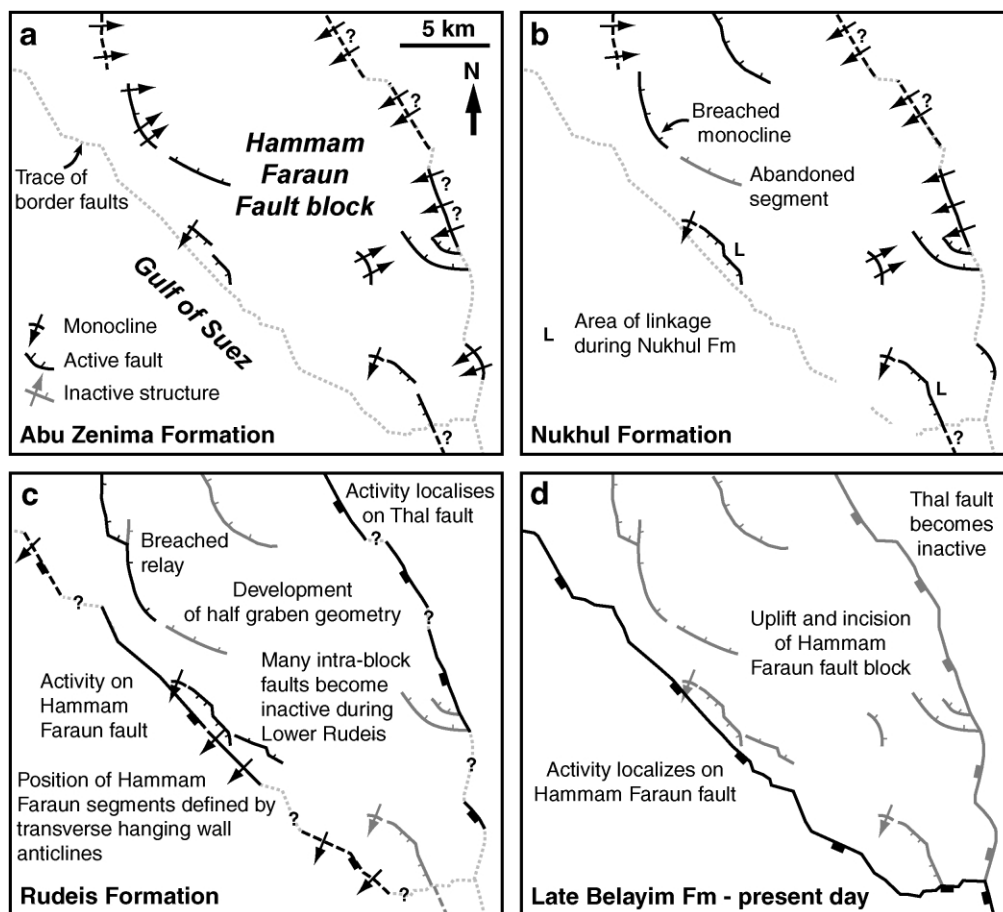 a
5 km
N
?
?
Hammam
Faraun
Fault block
Trace of
border faults
?
?
?
Gulf of Suez
Monocline
Active fault
Inactive structure
?
Abu Zenima Formation
b
?
?
Breached
monocline
Abandoned
segment
?
?
L
L
Area of linkage
during Nukhul Fm
L
?
Nukhul Formation
c
Activity localises
on Thal fault
?
Breached
relay
?
Development
of half graben geometry
?
Many intra-block
faults become
inactive during
Lower Rudeis
Activity on
Hammam
Faraun fault
?
Position of Hammam
Faraun segments defined by
transverse hanging wall
anticlines
?
?
Rudeis Formation
d
Thal fault
becomes
inactive
Uplift and incision
of Hammam
Faraun fault block
Activity localizes on
Hammam Faraun fault
Late Belayim Fm - present day